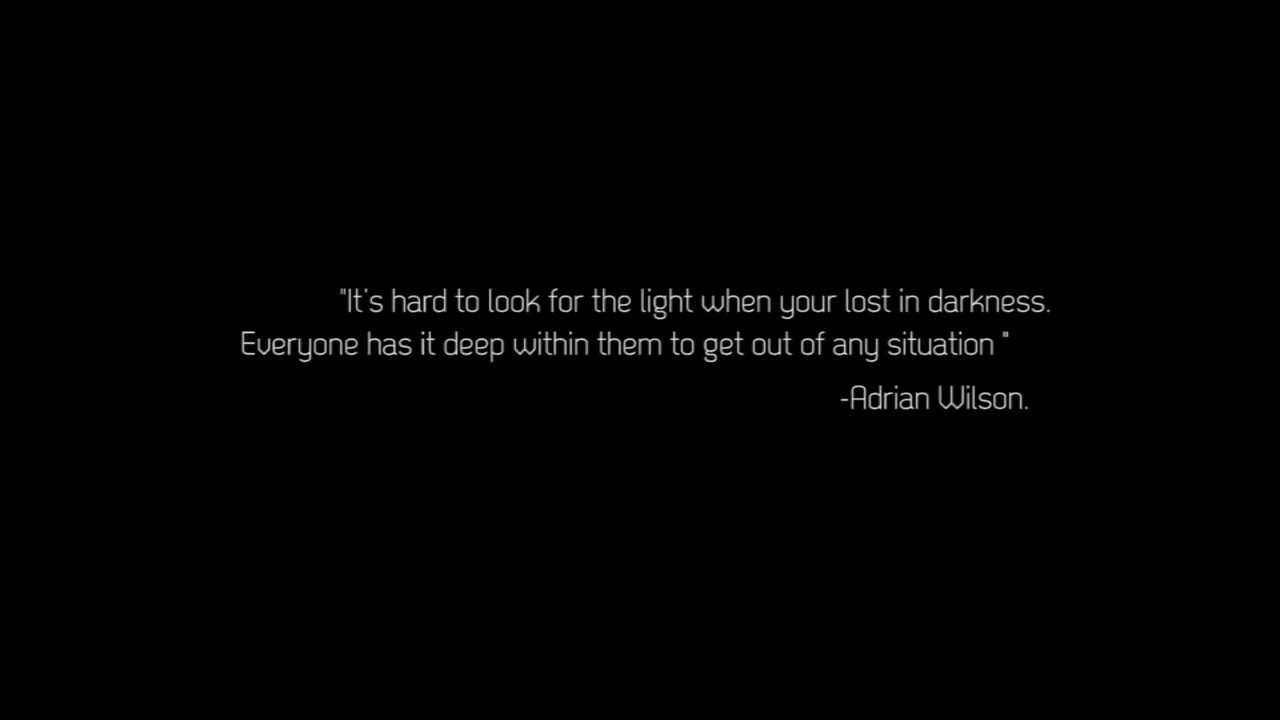 "It's hard to look for the light when your lost in darkness.
Everyone has it deep within them to get out of any situation "
-Adrian Wilson.